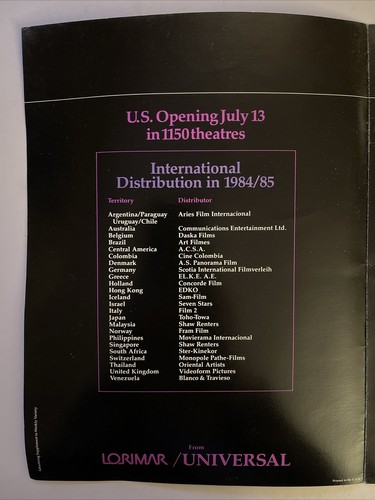 U.S. Opening July 13
in 1150 theatres
International
Distribution in 1984/85
Territory Distributor
Argentina/Paraguay Aries Film Internacional
Uruguay/Chile
Australia Communications Entertainment Ltd.
Belgium Daska Films
Brazil Art Filmes
Central America A.C.S.A.
Colombia Cine Colombia
Denmark A.S. Panorama Film
Germany Scotia International Filmverleih
Greece EL.K.E. A.E.
Holland Concorde Film
Hong Kong EDKO
Iceland Sam-Film
Israel Seven Stars
Italy Film 2
Japan Toho-Towa
Malaysia Shaw Renters
Norway Fram Film
Philippines Movierama Internacional
Singapore Shaw Renters
South Africa Ster-Kinekor
Switzerland Monopole Pathe-Films
Thailand Oriental Artists
United Kingdom Videoform Pictures
Venezuela Blanco & Travieso
From
LORIMAR / UNIVERSAL